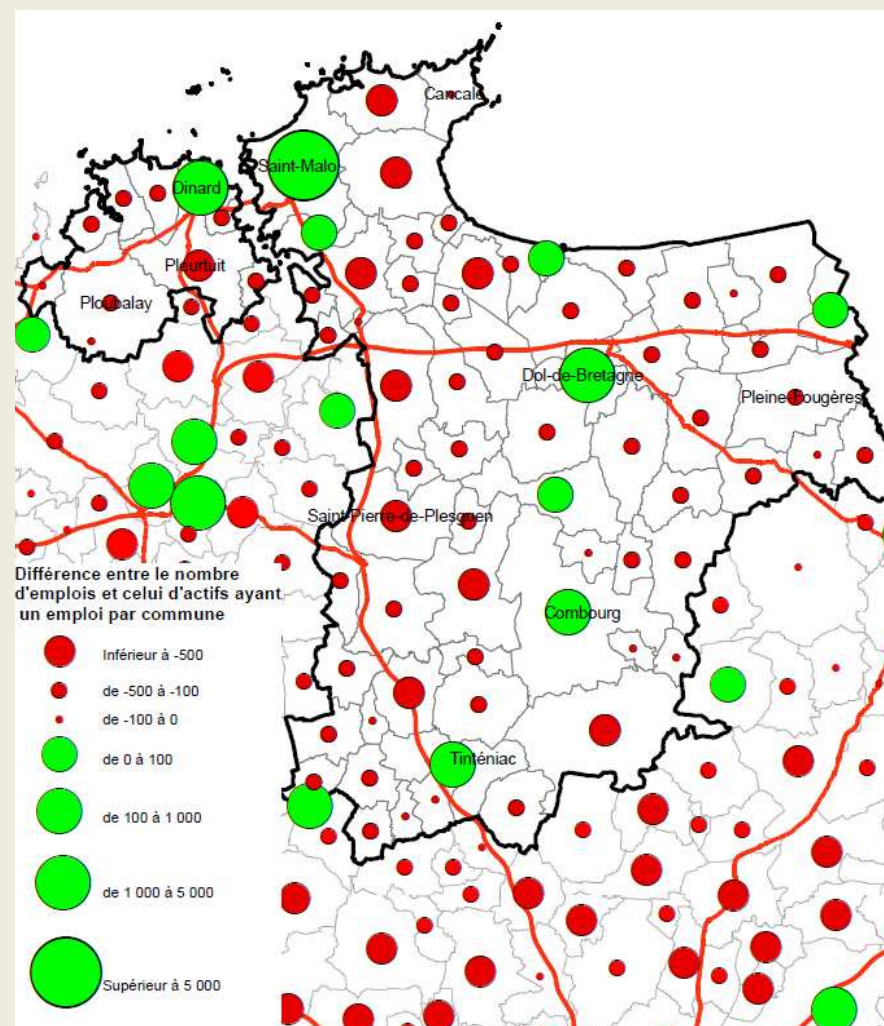 Cancale
Saint-Malo
Dinard
Pleurtuit
Ploubalay
Dol-de-Bretagne
Pleine-Fougères
Saint-Pierre-de-Plesguen
Combourg
Tinténiac
Différence entre le nombre
d'emplois et celui d'actifs ayant
un emploi par commune
Inférieur à -500
de -500 à -100
de -100 à 0
de 0 à 100
de 100 à 1 000
de 1 000 à 5 000
Supérieur à 5 000